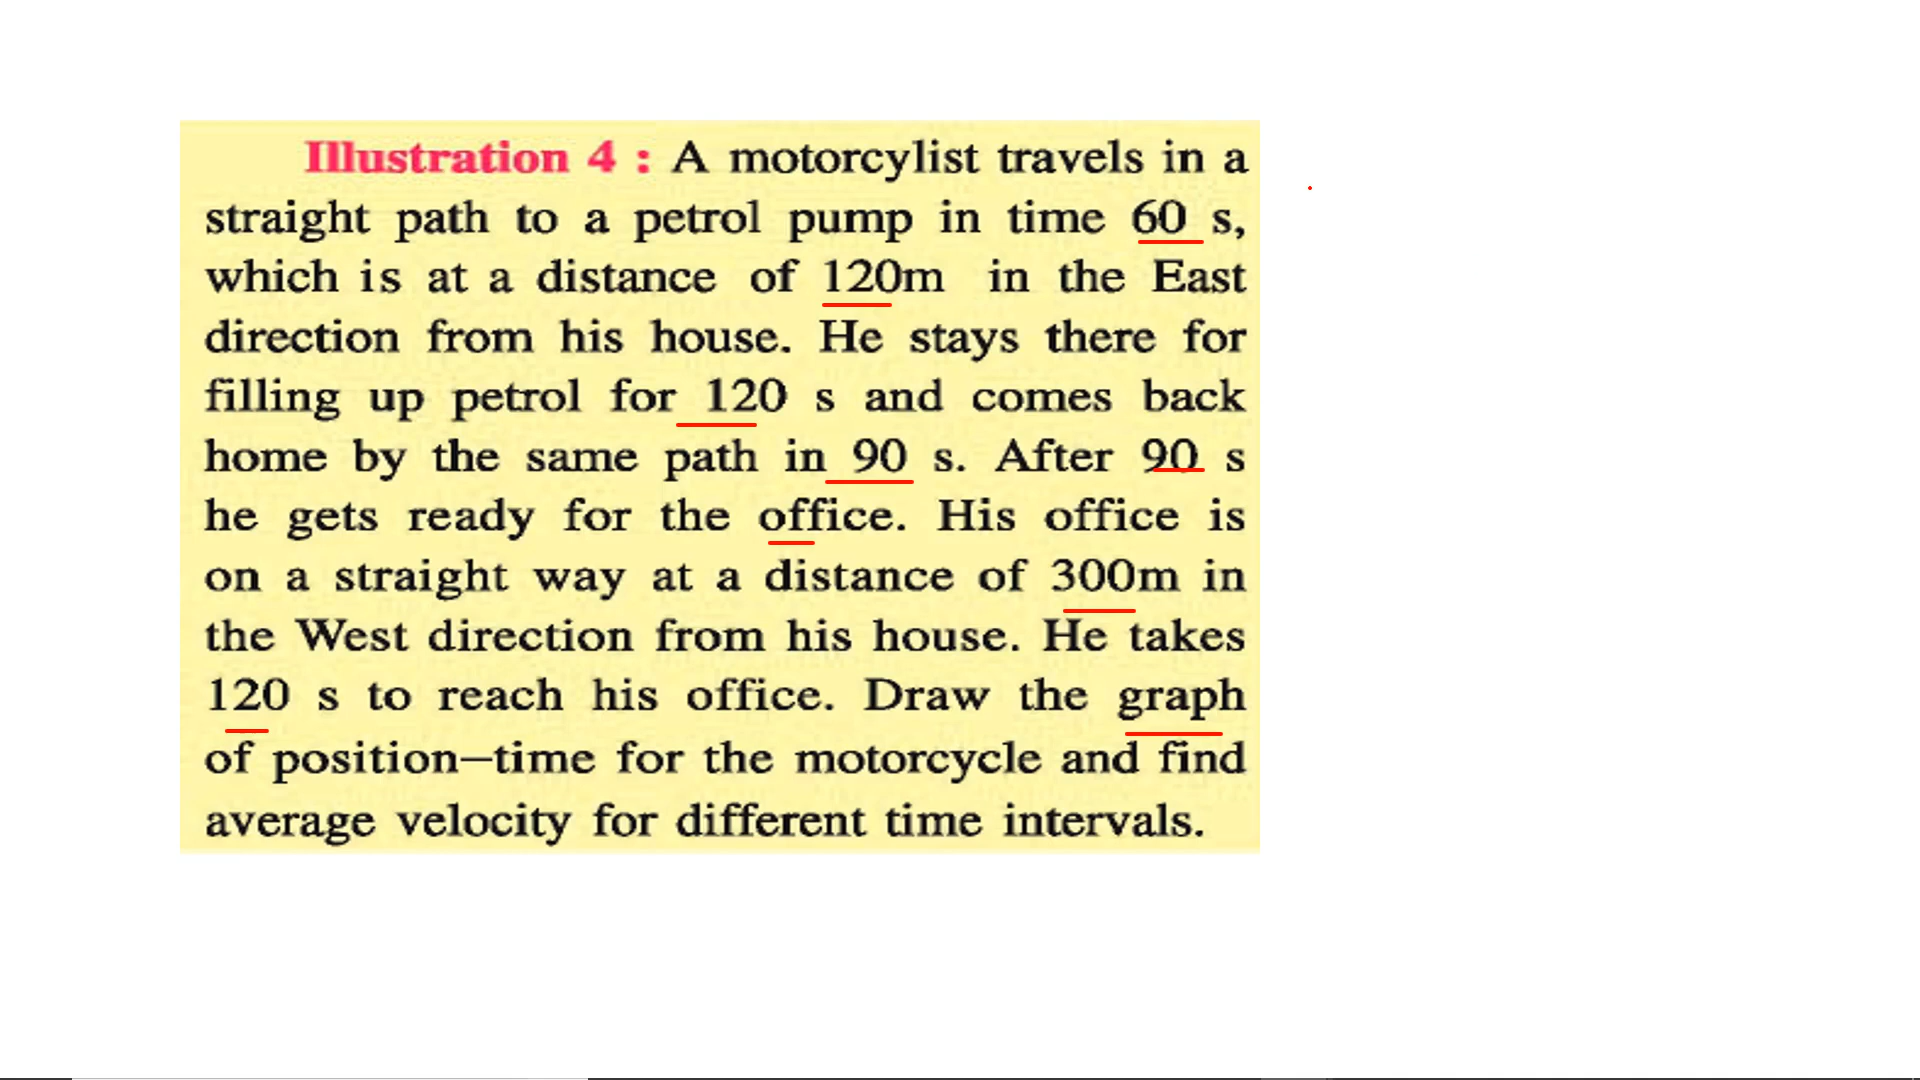 Illustration 4 : A motorcylist travels in a
straight path to a petrol pump in time 60 s,
which is at a distance of 120m in the East
direction from his house. He stays there for
filling up petrol for 120 s and comes back
home by the same path in 90 s. After 90 s
he gets ready for the office. His office is
on a straight way at a distance of 300m in
the West direction from his house. He takes
120 s to reach his office. Draw the graph
of position—time for the motorcycle and find
average velocity for different time intervals.